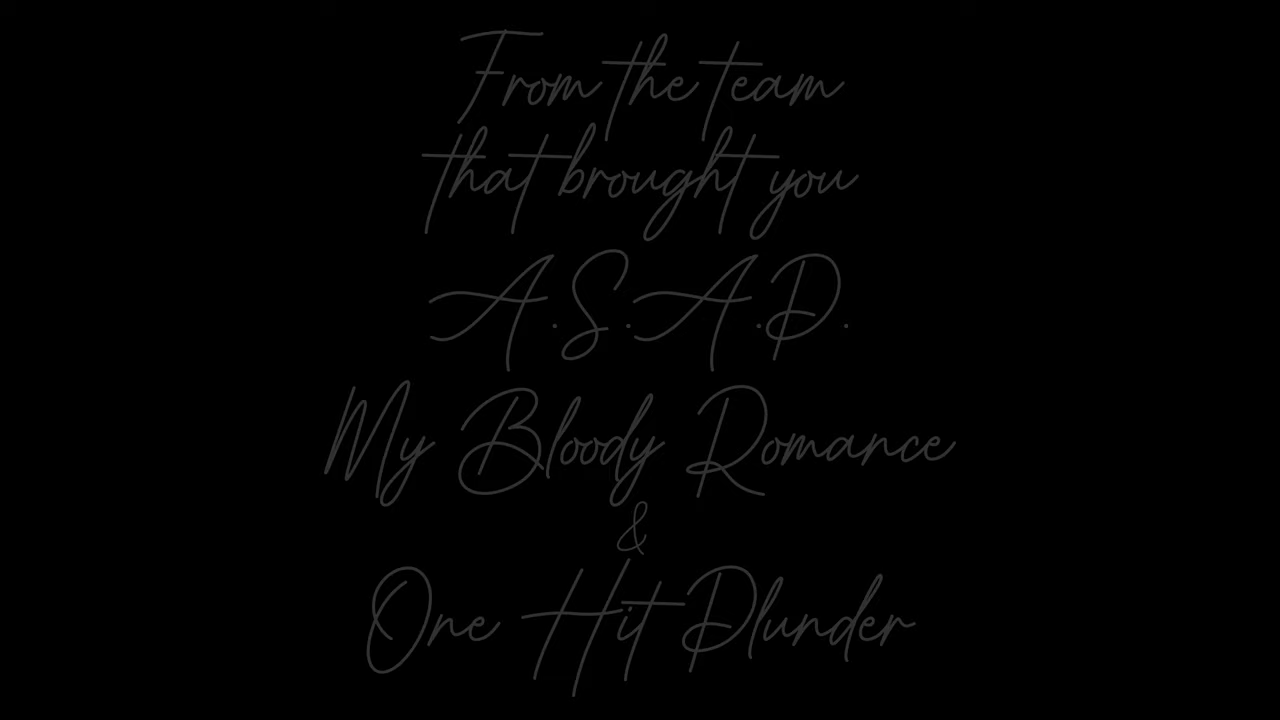 From the team
that brought you
A.S.A.P.
My Bloody Romance
&
One Hit Plunder